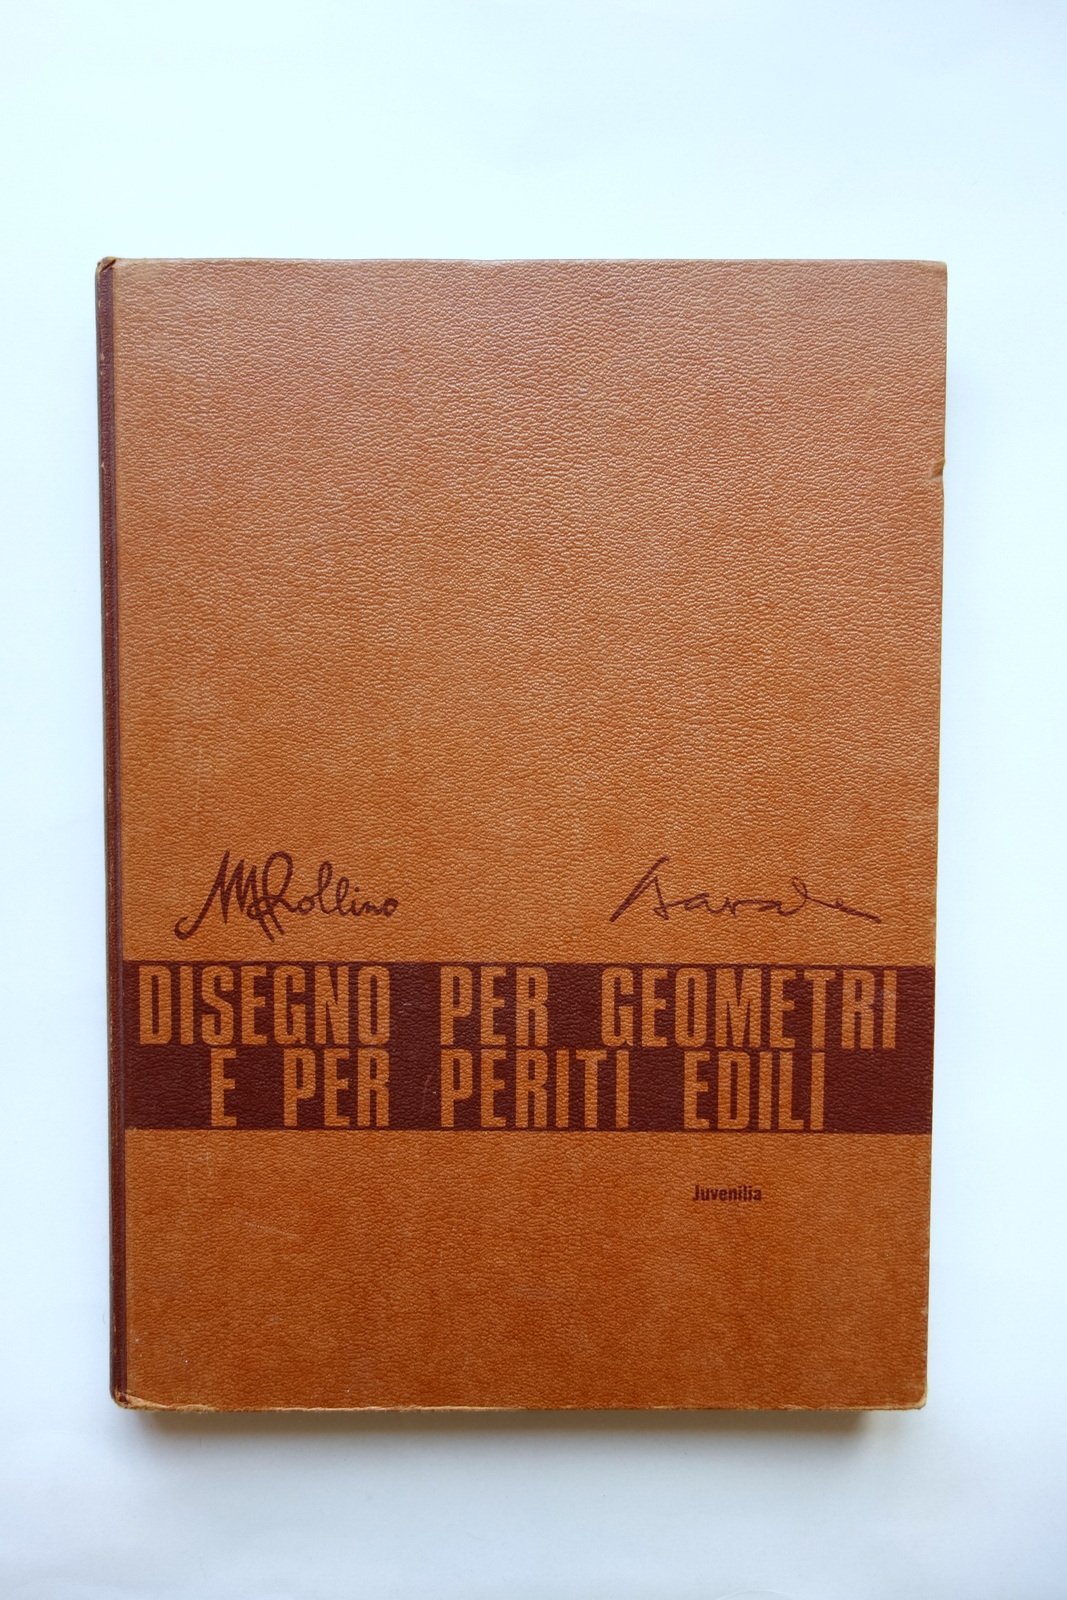 MRollino
DISEGNO PER GEOMETRI
E PER PERITI EDILI
Juvenilia